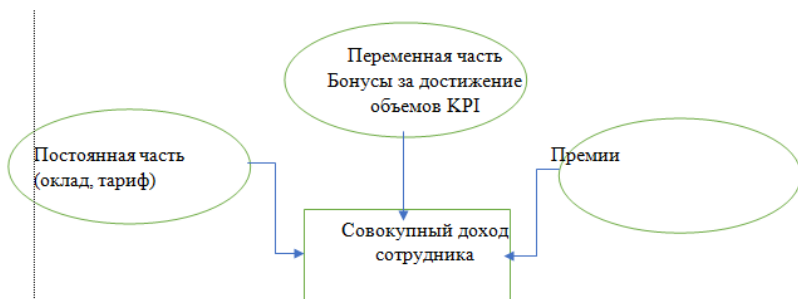 Переменная часть
Бонусы за достижение
объемов KPI
Постоянная часть
(оклад, тариф)
Премии
Совокупный доход
сотрудника